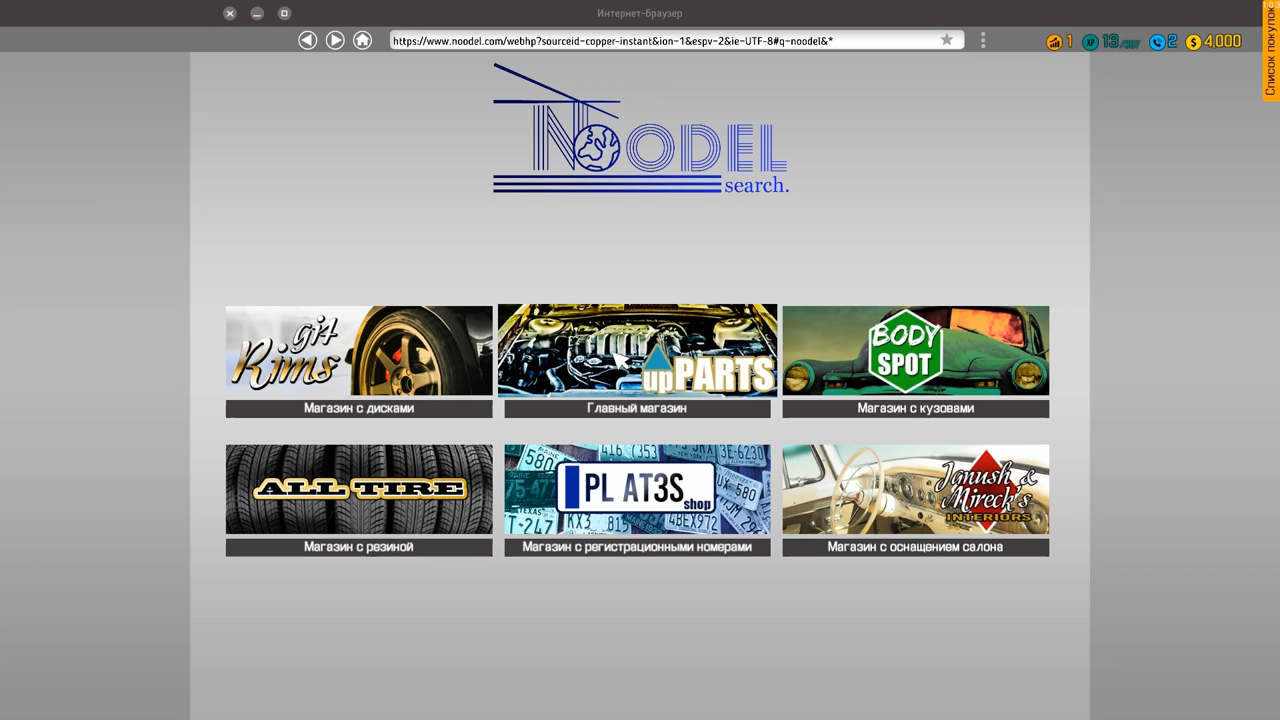 Интернет-браузер
https://www.noodel.com/webhp?sourceid-copper-instant&ion-1&espv-2&ie-UTF-8#q-noodel&*
1
XP 13
2
$ 4,000
Список покупок
NOODEL
search.
gi4
Rims
upPARTS
BODY
SPOT
Магазин с дисками
Главный магазин
Магазин с кузовами
ALL TIRE
PL AT3S
shop
Janush &
Mireck's
INTERIORS
Магазин с резиной
Магазин с регистрационными номерами
Магазин с оснащением салона